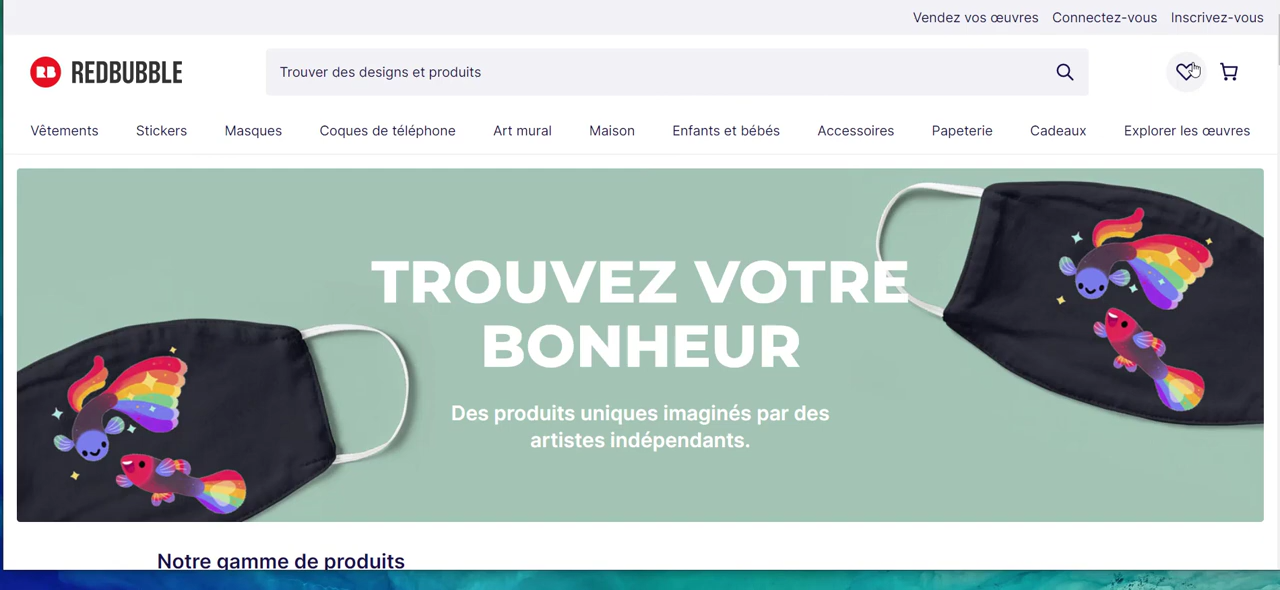 Vendez vos œuvres Connectez-vous Inscrivez-vous
RB REDBUBBLE
Trouver des designs et produits
Vêtements Stickers Masques Coques de téléphone Art mural Maison Enfants et bébés Accessoires Papeterie Cadeaux Explorer les œuvres
TROUVEZ VOTRE
BONHEUR
Des produits uniques imaginés par des
artistes indépendants.
Notre gamme de produits